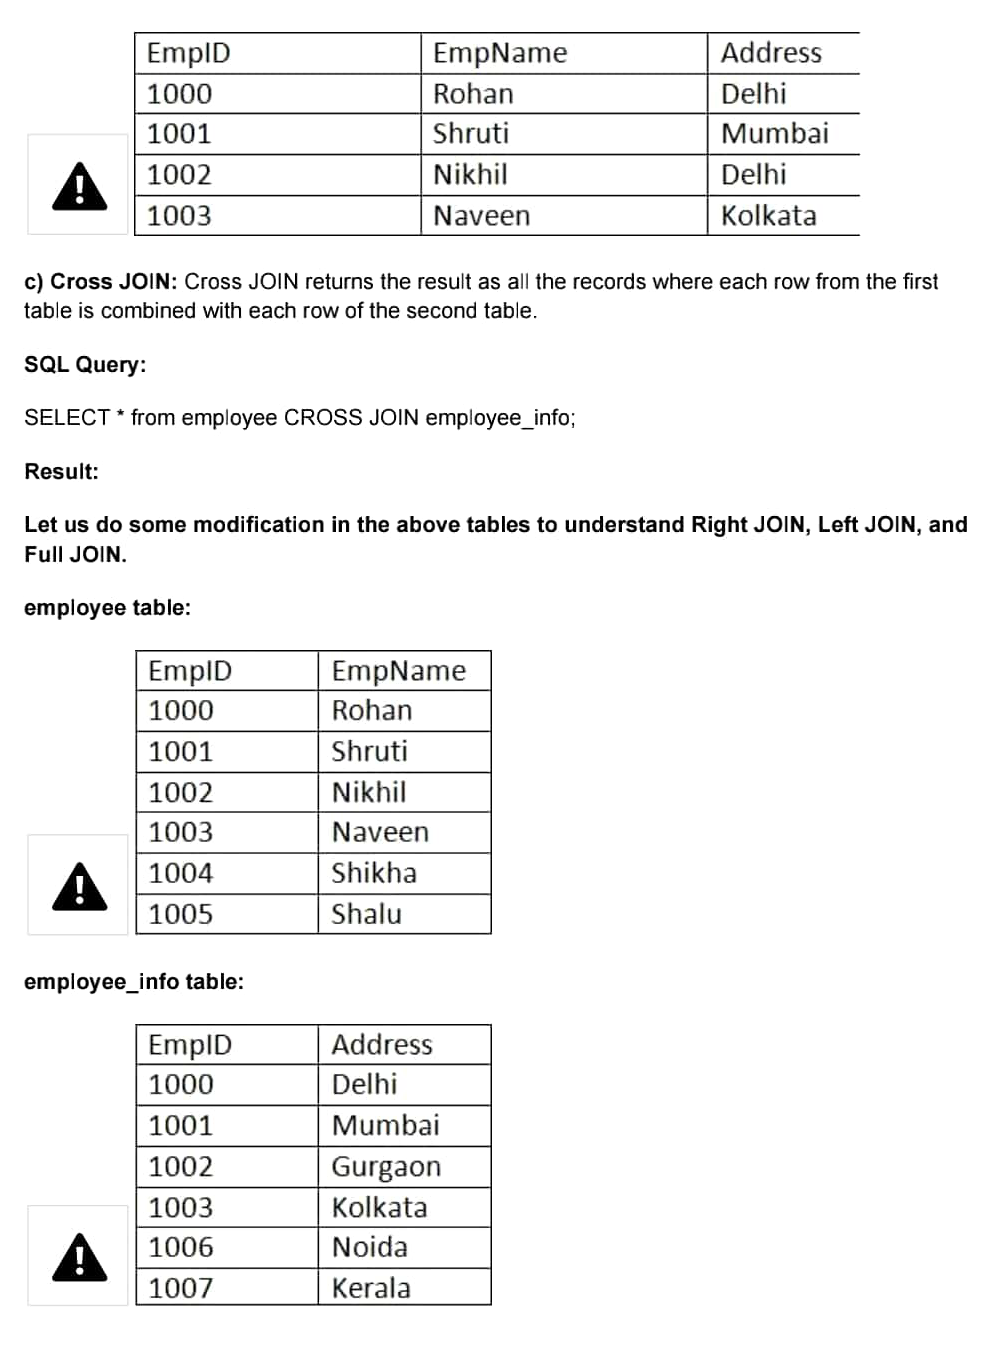 EmpID EmpName Address
1000 Rohan Delhi
1001 Shruti Mumbai
1002 Nikhil Delhi
1003 Naveen Kolkata
c) Cross JOIN: Cross JOIN returns the result as all the records where each row from the first
table is combined with each row of the second table.
SQL Query:
SELECT * from employee CROSS JOIN employee_info;
Result:
Let us do some modification in the above tables to understand Right JOIN, Left JOIN, and
Full JOIN.
employee table:
EmpID EmpName
1000 Rohan
1001 Shruti
1002 Nikhil
1003 Naveen
1004 Shikha
1005 Shalu
employee_info table:
EmpID Address
1000 Delhi
1001 Mumbai
1002 Gurgaon
1003 Kolkata
1006 Noida
1007 Kerala